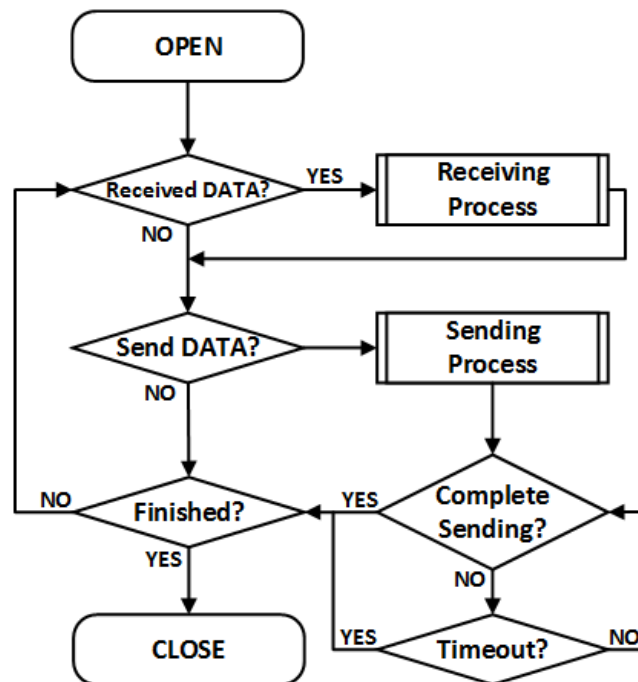 OPEN
Received DATA?
YES
Receiving
Process
NO
Send DATA?
Sending
Process
NO
NO
Finished?
YES
Complete
Sending?
YES
NO
CLOSE
YES
Timeout?
NO